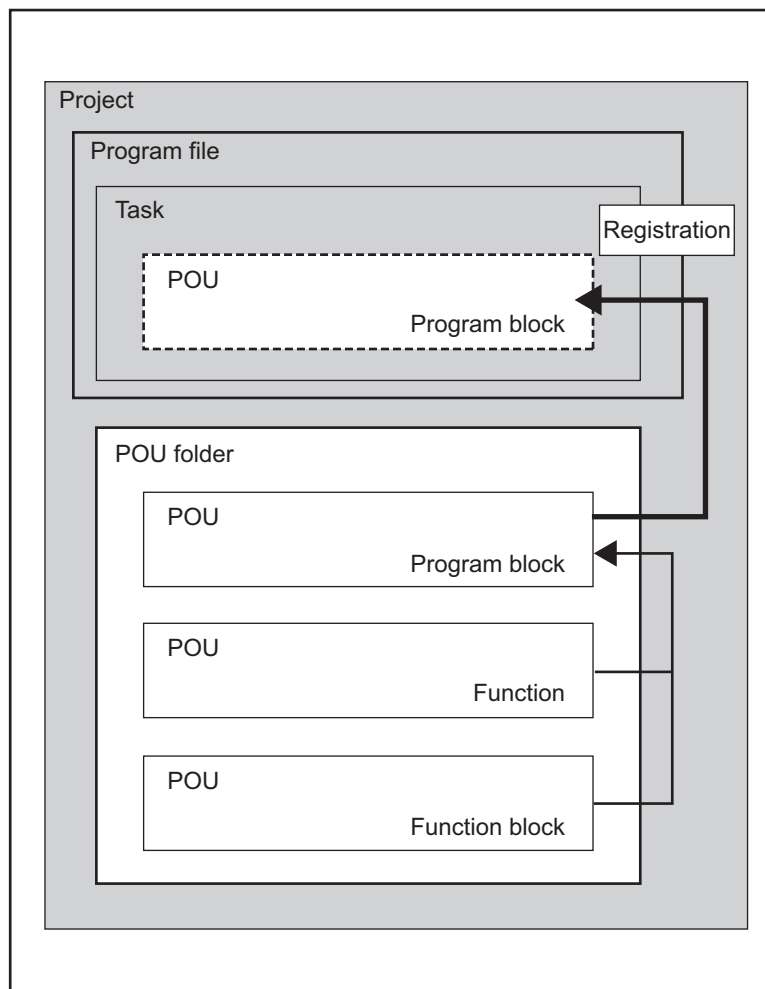 Project
Program file
Task
Registration
POU
Program block
POU folder
POU
Program block
POU
Function
POU
Function block